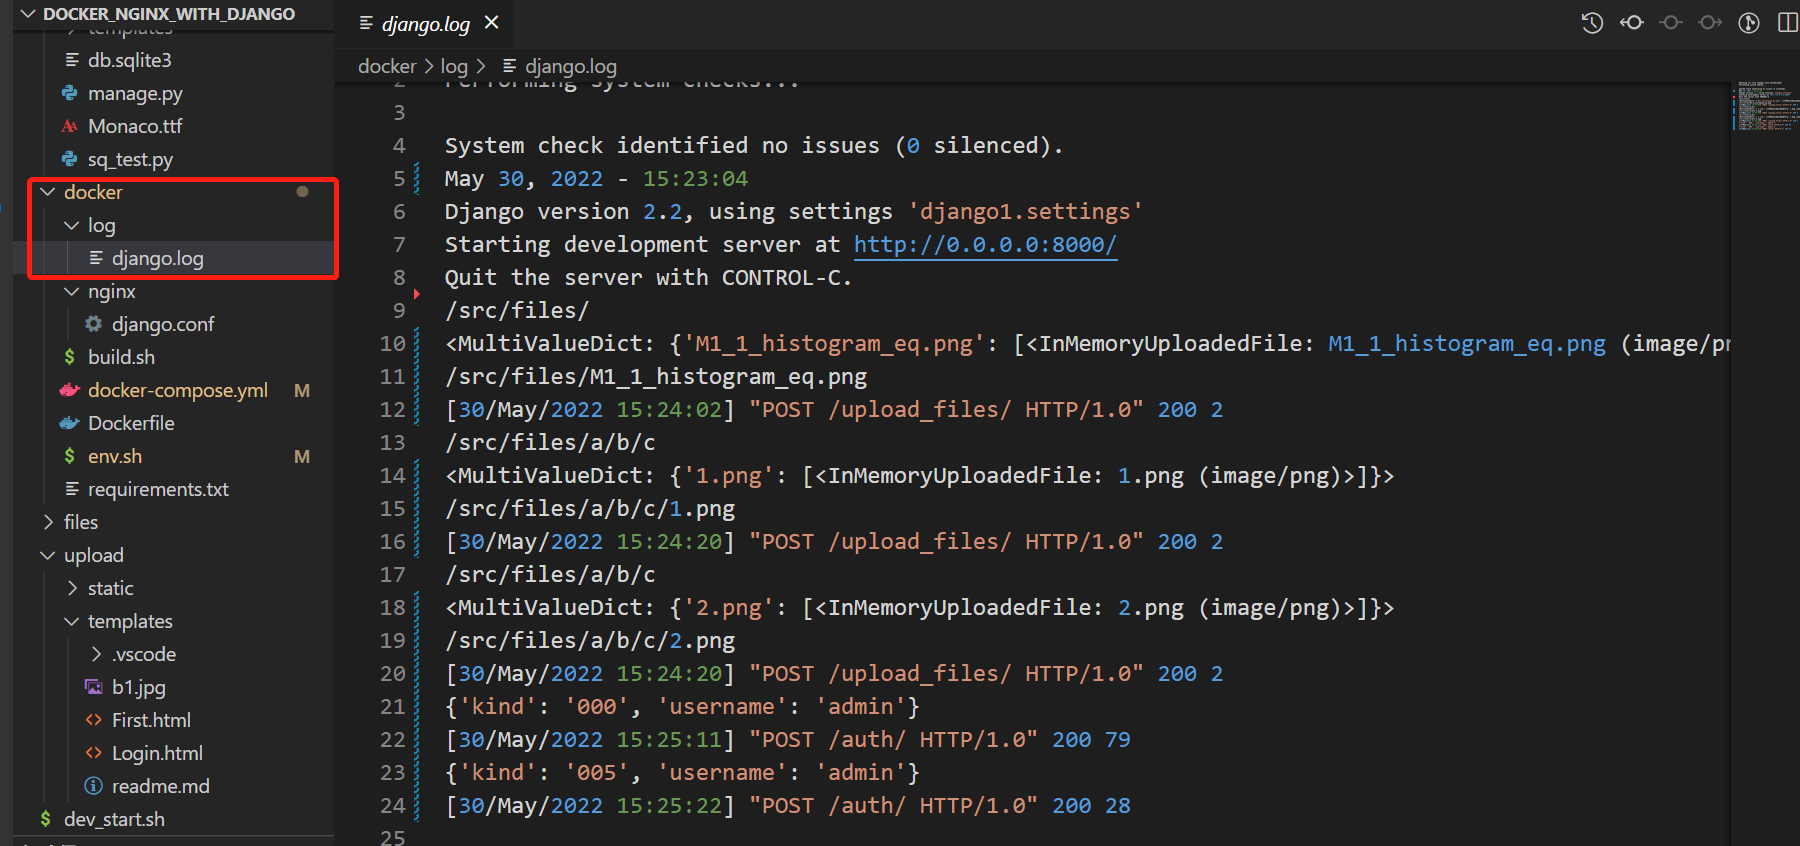 DOCKER_NGINX_WITH_DJANGO
templates
db.sqlite3
manage.py
Monaco.ttf
sq_test.py
docker
log
django.log
nginx
django.conf
$ build.sh
docker-compose.yml M
Dockerfile
$ env.sh M
requirements.txt
files
upload
static
templates
.vscode
b1.jpg
First.html
Login.html
readme.md
$ dev_start.sh
django.log
docker > log > django.log
2 Performing system checks...
3
4 System check identified no issues (0 silenced).
5 May 30, 2022 - 15:23:04
6 Django version 2.2, using settings 'django1.settings'
7 Starting development server at http://0.0.0.0:8000/
8 Quit the server with CONTROL-C.
9 /src/files/
10 <MultiValueDict: {'M1_1_histogram_eq.png': [<InMemoryUploadedFile: M1_1_histogram_eq.png (image/pn
11 /src/files/M1_1_histogram_eq.png
12 [30/May/2022 15:24:02] "POST /upload_files/ HTTP/1.0" 200 2
13 /src/files/a/b/c
14 <MultiValueDict: {'1.png': [<InMemoryUploadedFile: 1.png (image/png)>]}>
15 /src/files/a/b/c/1.png
16 [30/May/2022 15:24:20] "POST /upload_files/ HTTP/1.0" 200 2
17 /src/files/a/b/c
18 <MultiValueDict: {'2.png': [<InMemoryUploadedFile: 2.png (image/png)>]}>
19 /src/files/a/b/c/2.png
20 [30/May/2022 15:24:20] "POST /upload_files/ HTTP/1.0" 200 2
21 {'kind': '000', 'username': 'admin'}
22 [30/May/2022 15:25:11] "POST /auth/ HTTP/1.0" 200 79
23 {'kind': '005', 'username': 'admin'}
24 [30/May/2022 15:25:22] "POST /auth/ HTTP/1.0" 200 28
25